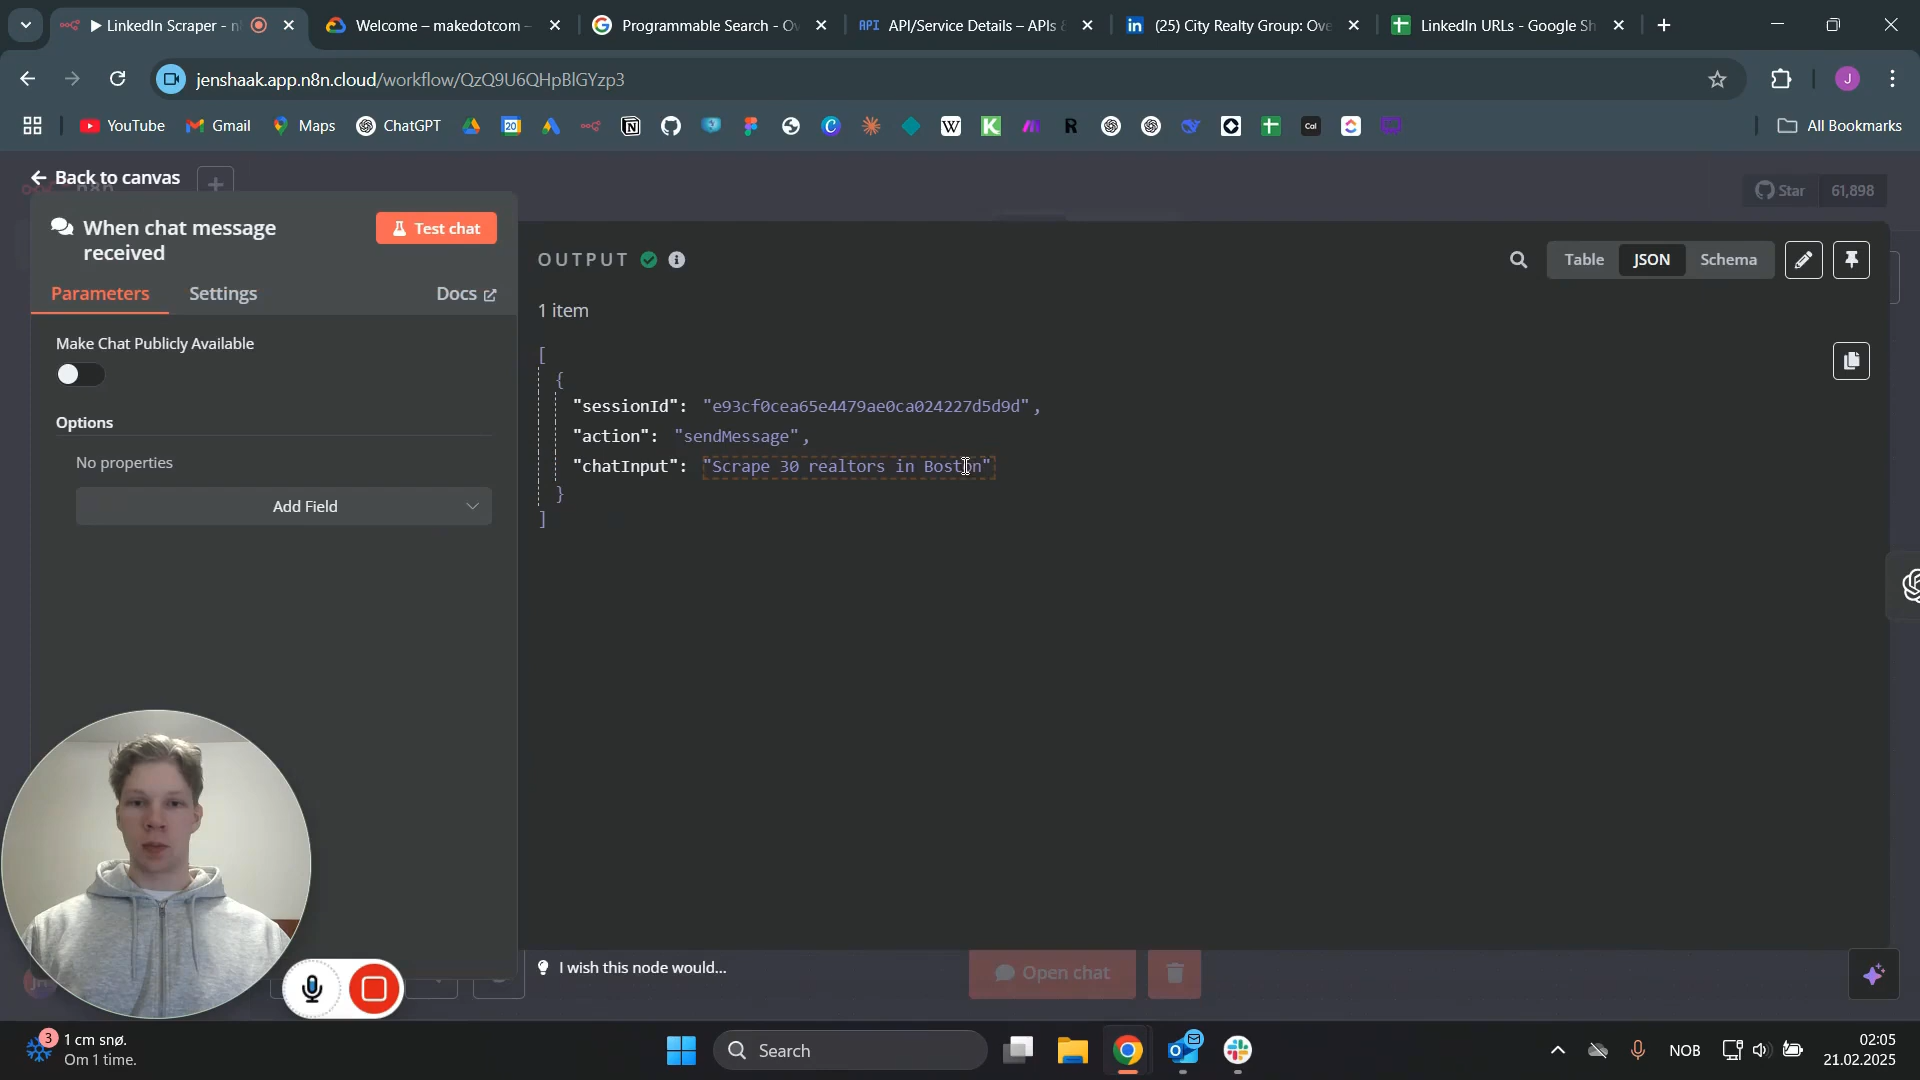 LinkedIn Scraper - n
Welcome – makedotcom –
Programmable Search - Ov
API
API/Service Details – APIs &
(25) City Realty Group: Ove
LinkedIn URLs - Google Sh
jenshaak.app.n8n.cloud/workflow/QzQ9U6QHpBlGYzp3
J
YouTube
Gmail
Maps
ChatGPT
All Bookmarks
Back to canvas
n8n
Star
61,898
When chat message
received
Test chat
Parameters
Settings
Docs
Make Chat Publicly Available
Options
No properties
Add Field
OUTPUT
Table
JSON
Schema
1 item
[
{
"sessionId": "e93cf0cea65e4479ae0ca024227d5d9d",
"action": "sendMessage",
"chatInput": "Scrape 30 realtors in Boston"
}
]
I wish this node would...
Open chat
3
1 cm snø.
Om 1 time.
Search
NOB
02:05
21.02.2025